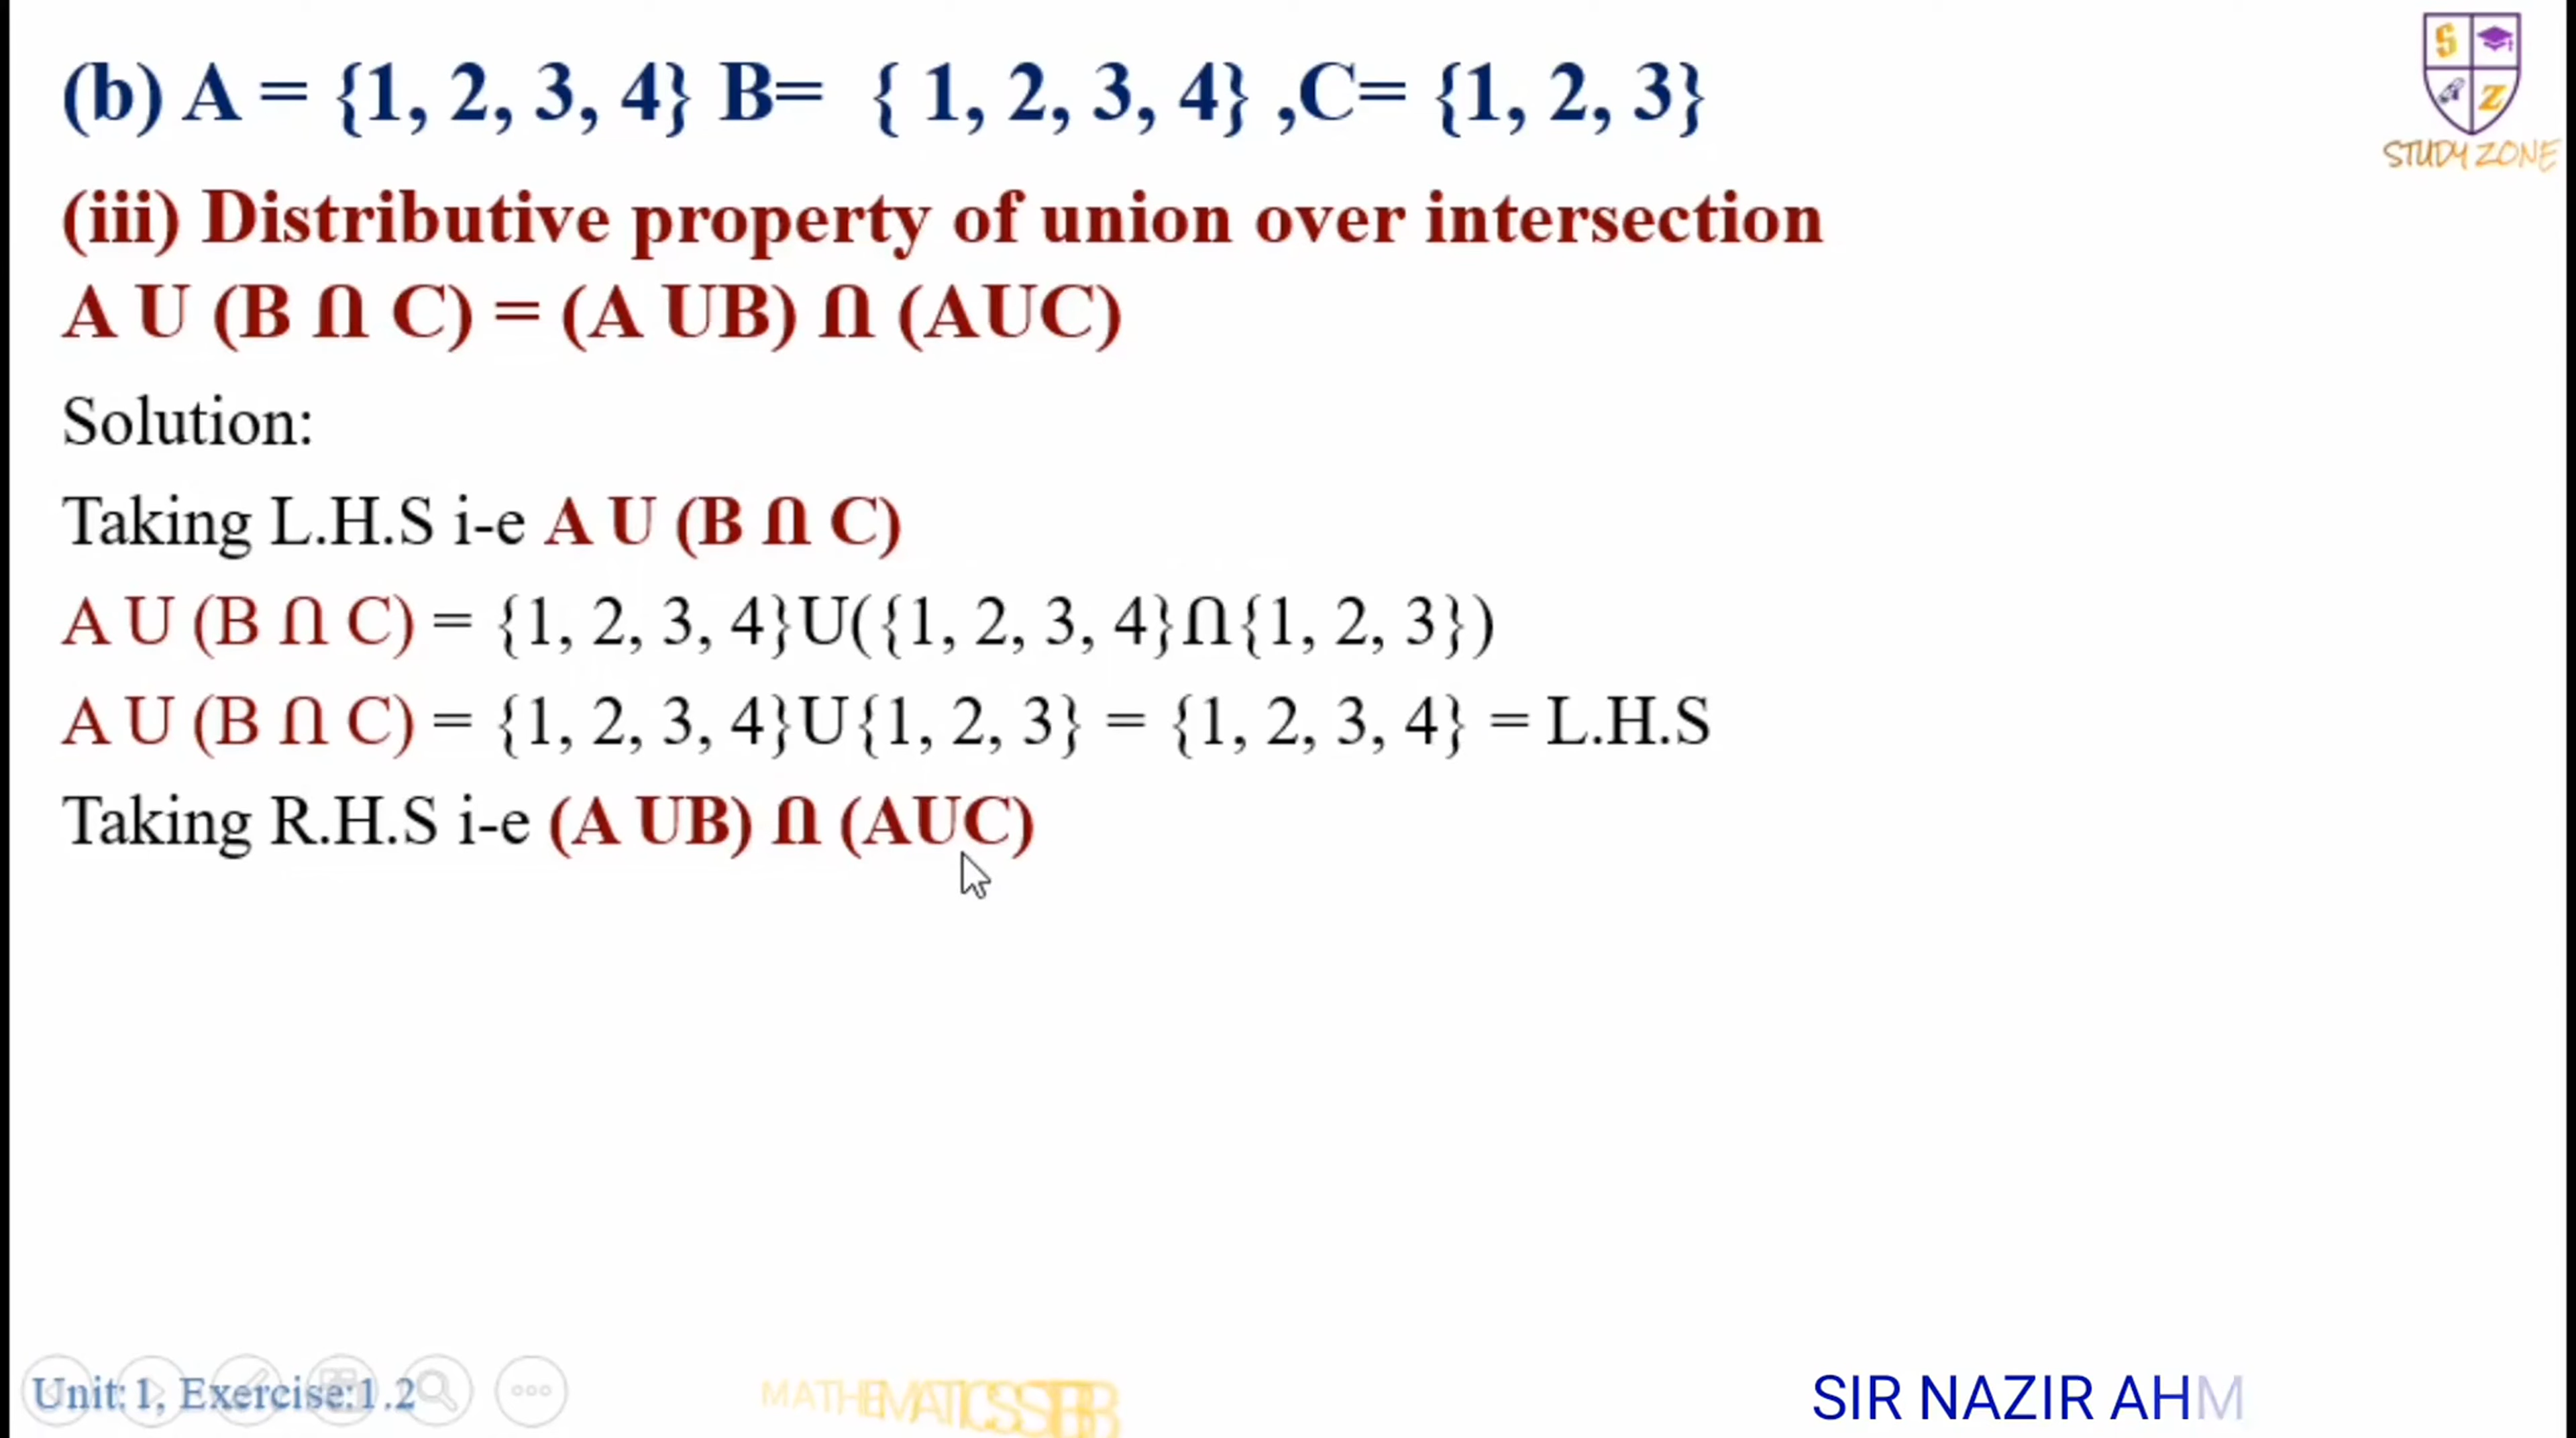 (b) A = {1, 2, 3, 4} B= { 1, 2, 3, 4} ,C= {1, 2, 3}
S
Z
STUDY ZONE
(iii) Distributive property of union over intersection
A U (B ∩ C) = (A UB) ∩ (AUC)
Solution:
Taking L.H.S i-e A U (B ∩ C)
A U (B ∩ C) = {1, 2, 3, 4}U({1, 2, 3, 4}∩{1, 2, 3})
A U (B ∩ C) = {1, 2, 3, 4}U{1, 2, 3} = {1, 2, 3, 4} = L.H.S
Taking R.H.S i-e (A UB) ∩ (AUC)
Unit: 1, Exercise:1.2
SIR NAZIR AHM